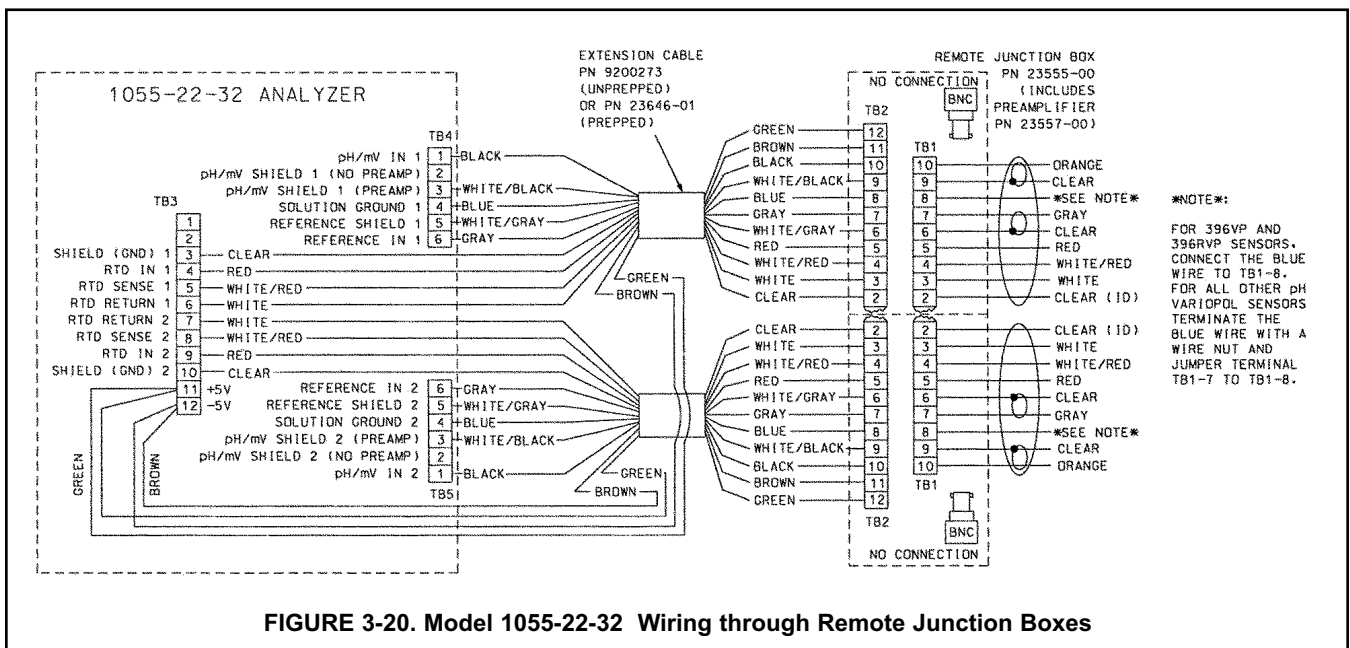 EXTENSION CABLE
PN 9200273
(UNPREPPED)
OR PN 23646-01
(PREPPED)
REMOTE JUNCTION BOX
PN 23555-00
(INCLUDES
PREAMPLIFIER
PN 23557-00)
NO CONNECTION
BNC
1055-22-32 ANALYZER
TB4
pH/mV IN 1 1 BLACK
pH/mV SHIELD 1 (NO PREAMP) 2
pH/mV SHIELD 1 (PREAMP) 3 WHITE/BLACK
SOLUTION GROUND 1 4 BLUE
REFERENCE SHIELD 1 5 WHITE/GRAY
REFERENCE IN 1 6 GRAY
TB3
1
2
SHIELD (GND) 1 3 CLEAR
RTD IN 1 4 RED
RTD SENSE 1 5 WHITE/RED
RTD RETURN 1 6 WHITE
RTD RETURN 2 7 WHITE
RTD SENSE 2 8 WHITE/RED
RTD IN 2 9 RED
SHIELD (GND) 2 10 CLEAR
11 +5V
12 -5V
REFERENCE IN 2 6 GRAY
REFERENCE SHIELD 2 5 WHITE/GRAY
SOLUTION GROUND 2 4 BLUE
pH/mV SHIELD 2 (PREAMP) 3 WHITE/BLACK
pH/mV SHIELD 2 (NO PREAMP) 2
pH/mV IN 2 1 BLACK
TB5
GREEN
BROWN
GREEN
BROWN
GREEN
BROWN
TB2
GREEN 12
BROWN 11
BLACK 10
WHITE/BLACK 9
BLUE 8
GRAY 7
WHITE/GRAY 6
RED 5
WHITE/RED 4
WHITE 3
CLEAR 2
CLEAR 2
WHITE 3
WHITE/RED 4
RED 5
WHITE/GRAY 6
GRAY 7
BLUE 8
WHITE/BLACK 9
BLACK 10
BROWN 11
GREEN 12
TB2
TB1
10 ORANGE
9 CLEAR
8 *SEE NOTE*
7 GRAY
6 CLEAR
5 RED
4 WHITE/RED
3 WHITE
2 CLEAR (ID)
2 CLEAR (ID)
3 WHITE
4 WHITE/RED
5 RED
6 CLEAR
7 GRAY
8 *SEE NOTE*
9 CLEAR
10 ORANGE
TB1
BNC
NO CONNECTION
*NOTE*:
FOR 396VP AND
396RVP SENSORS.
CONNECT THE BLUE
WIRE TO TB1-8.
FOR ALL OTHER pH
VARIOPOL SENSORS
TERMINATE THE
BLUE WIRE WITH A
WIRE NUT AND
JUMPER TERMINAL
TB1-7 TO TB1-8.
FIGURE 3-20. Model 1055-22-32 Wiring through Remote Junction Boxes